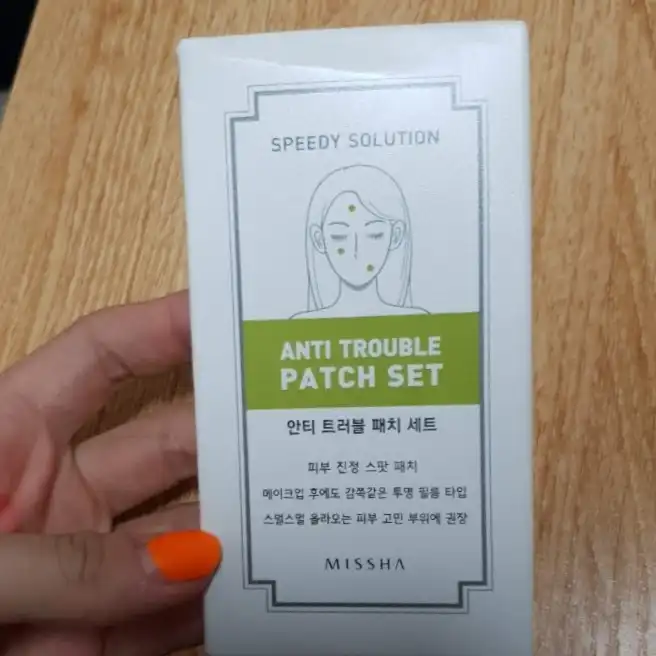 SPEEDY SOLUTION
ANTI TROUBLE
PATCH SET
안티 트러블 패치 세트
피부 진정 스팟 패치
메이크업 후에도 감쪽같은 투명 필름 타입
스멀스멀 올라오는 피부 고민 부위에 권장
MISSHA